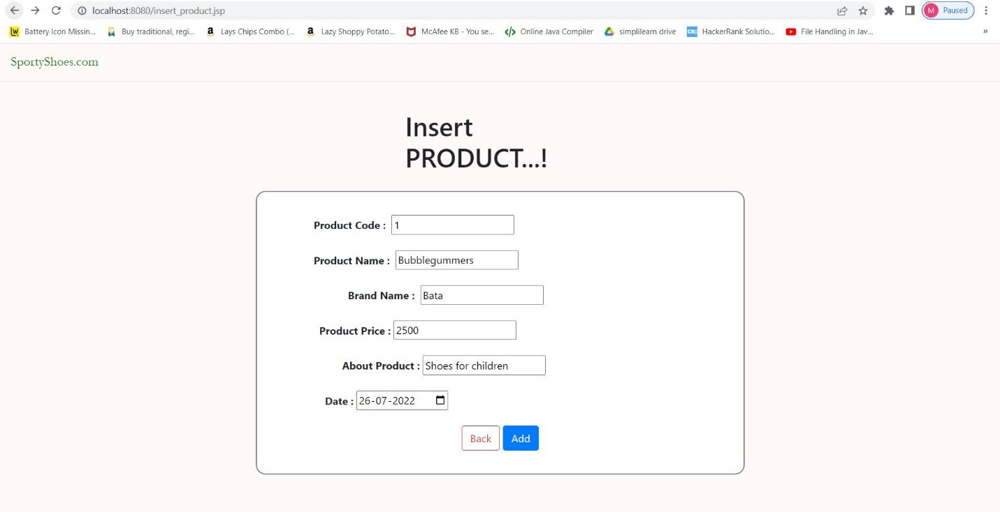 localhost:8080/insert_product.jsp
M Paused
Battery Icon Missin... Buy traditional, regi... Lays Chips Combo (... Lazy Shoppy Potato... McAfee KB - You se... Online Java Compiler simplilearn drive HackerRank Solutio... File Handling in Jav... »
SportyShoes.com
Insert
PRODUCT...!
Product Code : 1
Product Name : Bubblegummers
Brand Name : Bata
Product Price : 2500
About Product : Shoes for children
Date : 26-07-2022
Back Add